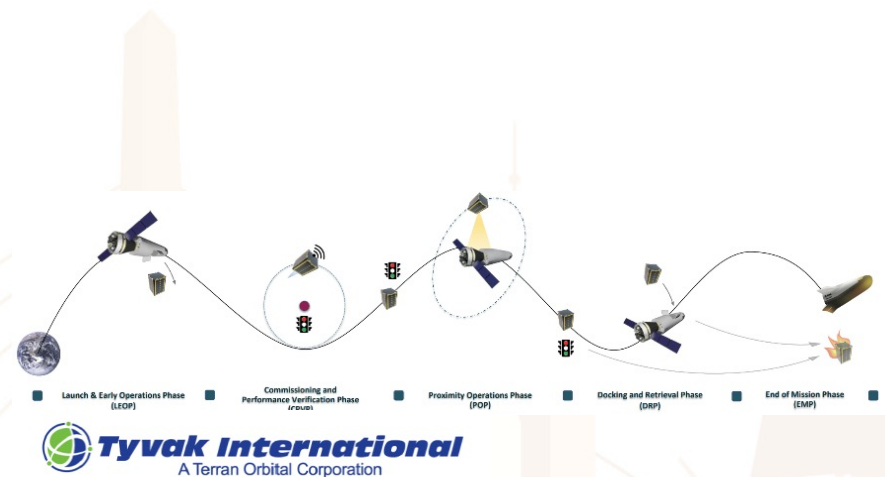 Launch & Early Operations Phase
(LEOP)
Commissioning and
Performance Verification Phase
(CPVP)
Proximity Operations Phase
(POP)
Docking and Retrieval Phase
(DRP)
End of Mission Phase
(EMP)
Tyvak International
A Terran Orbital Corporation